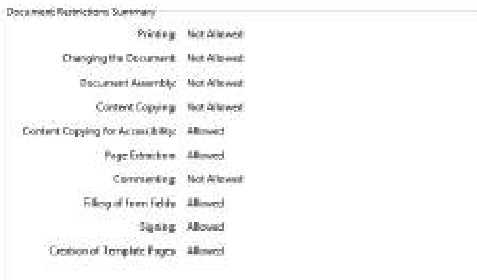 Document Restrictions Summary
Printing: Not Allowed
Changing the Document: Not Allowed
Document Assembly: Not Allowed
Content Copying: Not Allowed
Content Copying for Accessibility: Allowed
Page Extraction: Allowed
Commenting: Not Allowed
Filling of form fields: Allowed
Signing: Allowed
Creation of Template Pages: Allowed